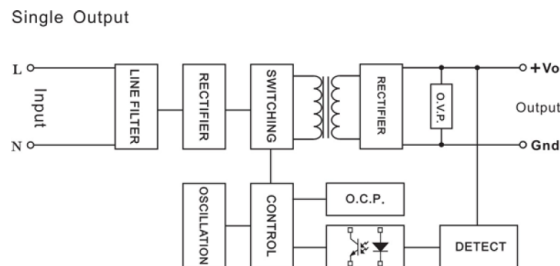 Single Output
L
Input
N
LINE FILTER
RECTIFIER
SWITCHING
RECTIFIER
O.V.P.
+Vo
Output
Gnd
OSCILLATION
CONTROL
O.C.P.
DETECT